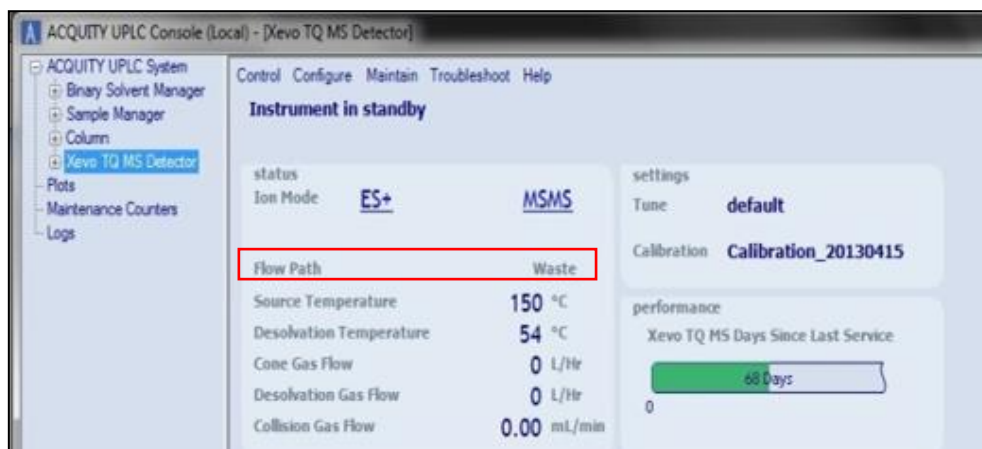 ACQUITY UPLC Console (Local) - [Xevo TQ MS Detector]
ACQUITY UPLC System
Binary Solvent Manager
Sample Manager
Column
Xevo TQ MS Detector
Plots
Maintenance Counters
Logs
Control Configure Maintain Troubleshoot Help
Instrument in standby
status
Ion Mode ES+ MSMS
Flow Path Waste
Source Temperature 150 °C
Desolvation Temperature 54 °C
Cone Gas Flow 0 L/Hr
Desolvation Gas Flow 0 L/Hr
Collision Gas Flow 0.00 mL/min
settings
Tune default
Calibration Calibration_20130415
performance
Xevo TQ MS Days Since Last Service
68 Days
0